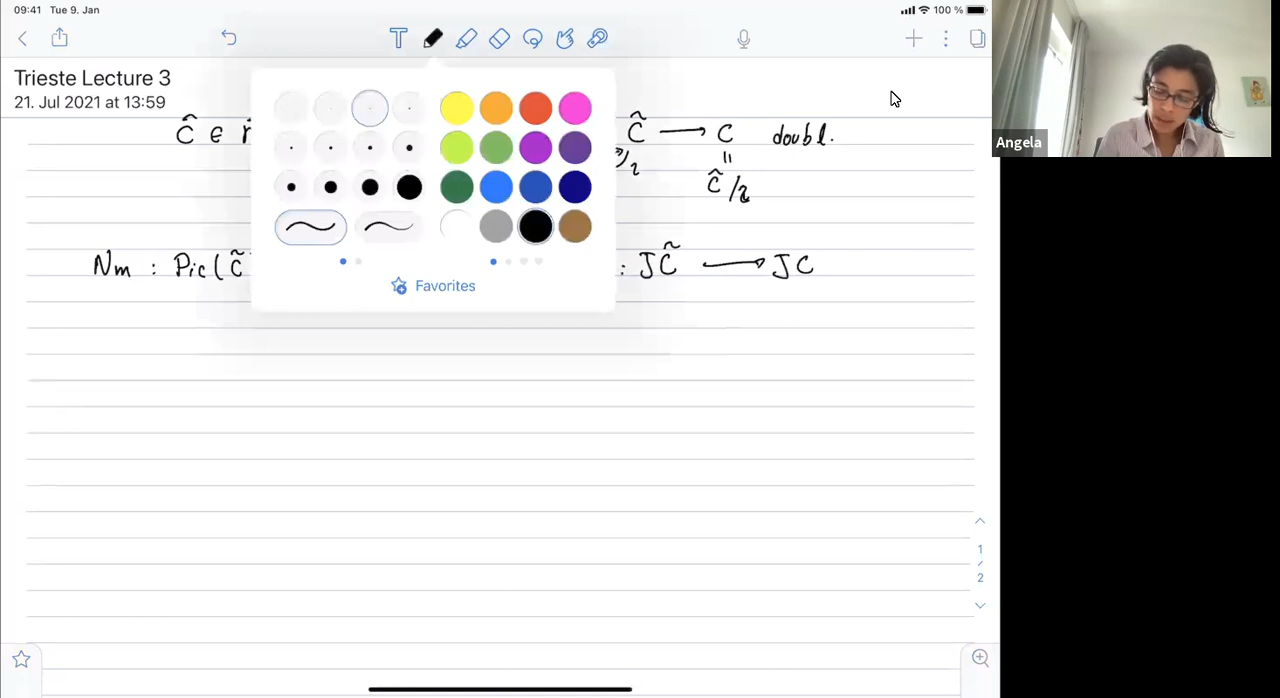 09:41 Tue 9. Jan
100 %
Trieste Lecture 3
21. Jul 2021 at 13:59
C̃ → C doubl.
=
C̃/2
Nm : Pic(C̃
: JC̃ → JC
Favorites
1
2
Angela